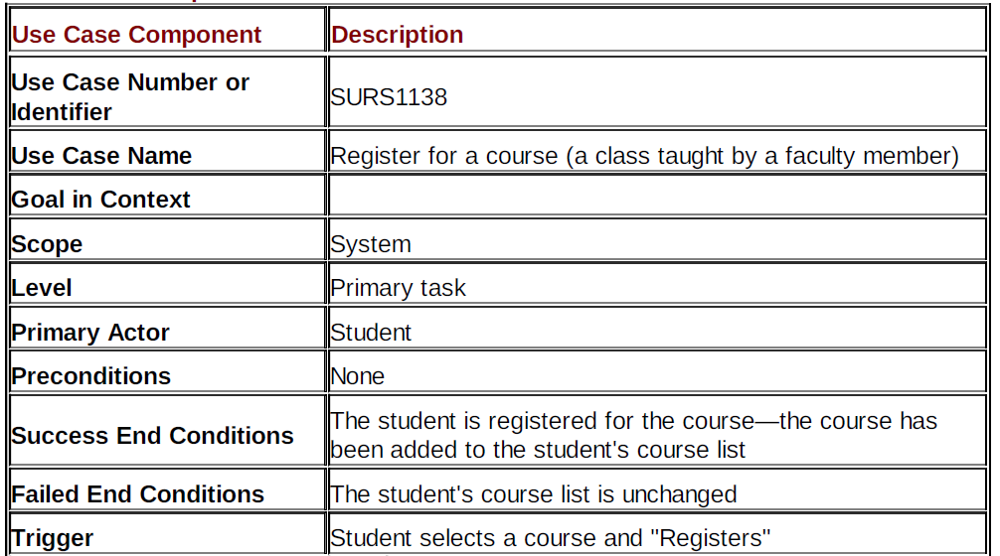 Use Case Component Description
Use Case Number or
Identifier
SURS1138
Use Case Name Register for a course (a class taught by a faculty member)
Goal in Context
Scope System
Level Primary task
Primary Actor Student
Preconditions None
Success End Conditions
The student is registered for the course—the course has
been added to the student's course list
Failed End Conditions The student's course list is unchanged
Trigger Student selects a course and "Registers"